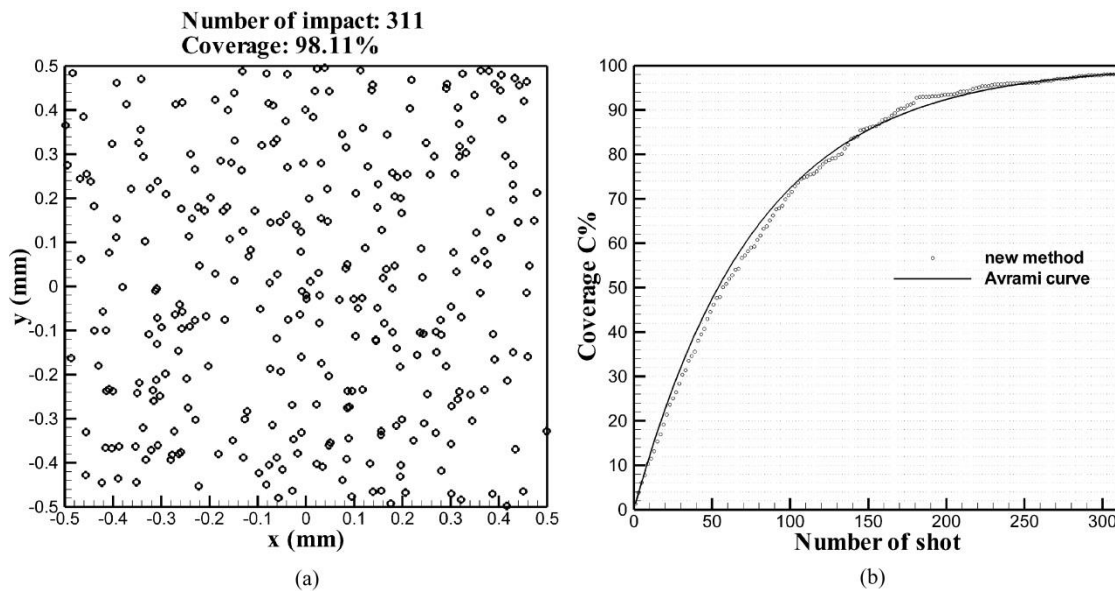 Number of impact: 311
Coverage: 98.11%
0.5
0.4
0.3
0.2
0.1
0
-0.1
-0.2
-0.3
-0.4
-0.5
y (mm)
-0.5 -0.4 -0.3 -0.2 -0.1 0 0.1 0.2 0.3 0.4 0.5
x (mm)
(a)
100
90
80
70
60
50
40
30
20
10
0
Coverage C%
new method
Avrami curve
0 50 100 150 200 250 300
Number of shot
(b)